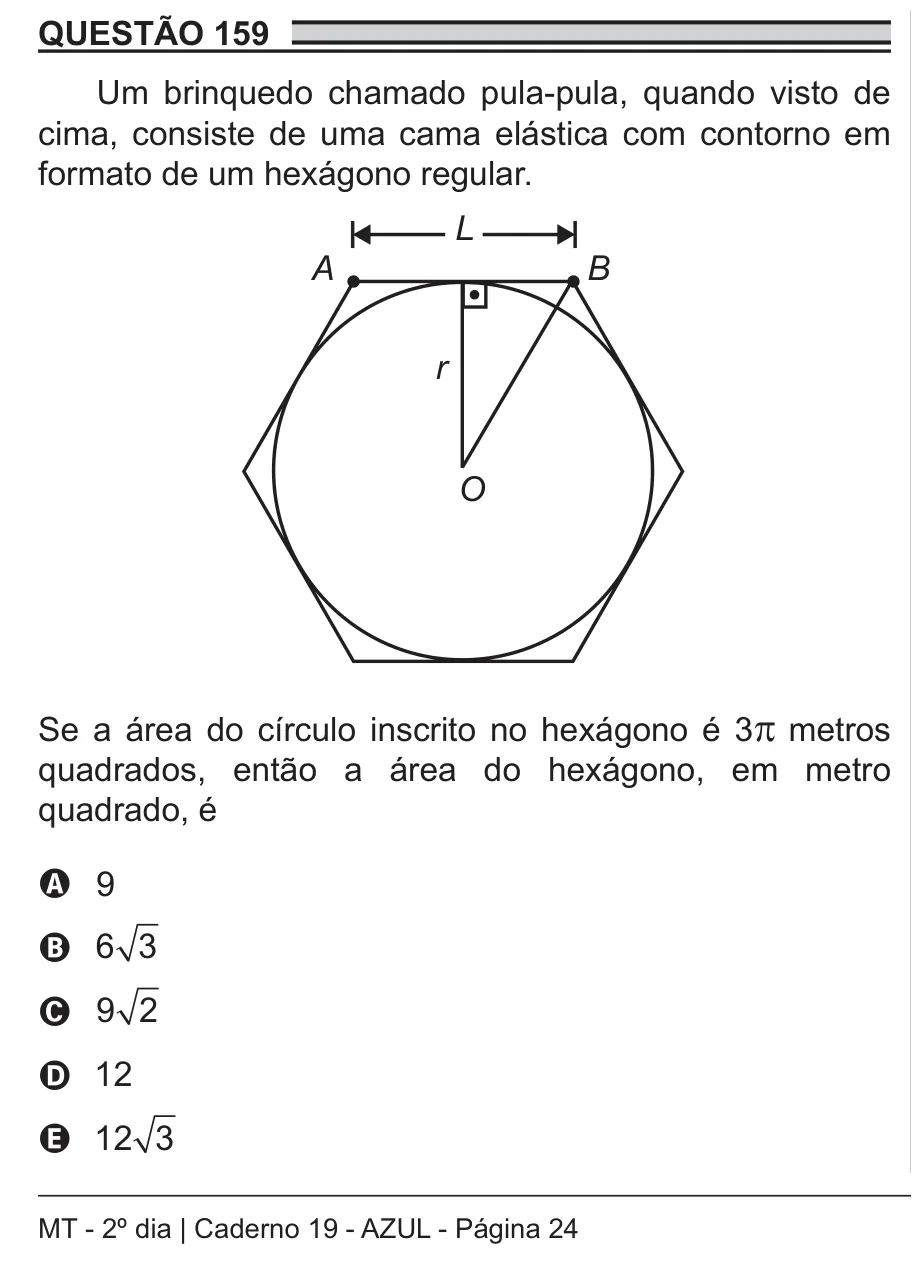 QUESTÃO 159
Um brinquedo chamado pula-pula, quando visto de
cima, consiste de uma cama elástica com contorno em
formato de um hexágono regular.
L
A
B
r
O
Se a área do círculo inscrito no hexágono é 3π metros
quadrados, então a área do hexágono, em metro
quadrado, é
A 9
B 6√3
C 9√2
D 12
E 12√3
MT - 2º dia | Caderno 19 - AZUL - Página 24